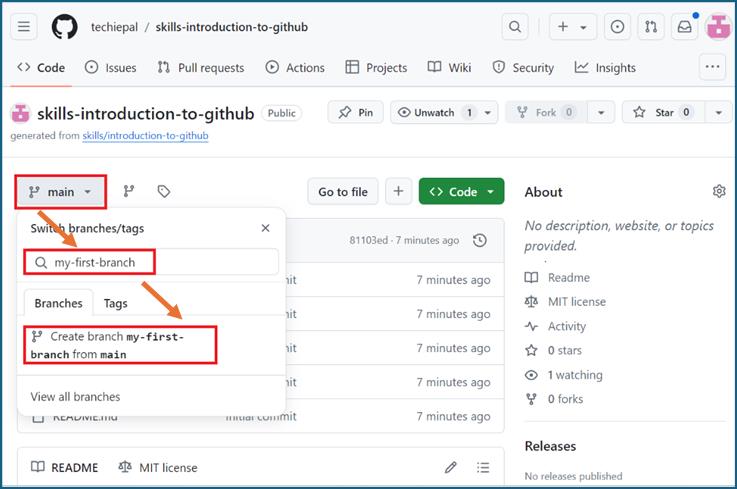 techiepal / skills-introduction-to-github
Code Issues Pull requests Actions Projects Wiki Security Insights
skills-introduction-to-github Public Pin Unwatch 1 Fork 0 Star 0
generated from skills/introduction-to-github
main Go to file Code About
Switch branches/tags
81103ed · 7 minutes ago
No description, website, or topics
provided.
my-first-branch
7 minutes ago
Readme
Branches Tags
7 minutes ago
MIT license
Activity
Create branch my-first-
branch from main
7 minutes ago
0 stars
1 watching
7 minutes ago
View all branches
0 forks
README.md Initial commit 7 minutes ago
Releases
README MIT license
No releases published